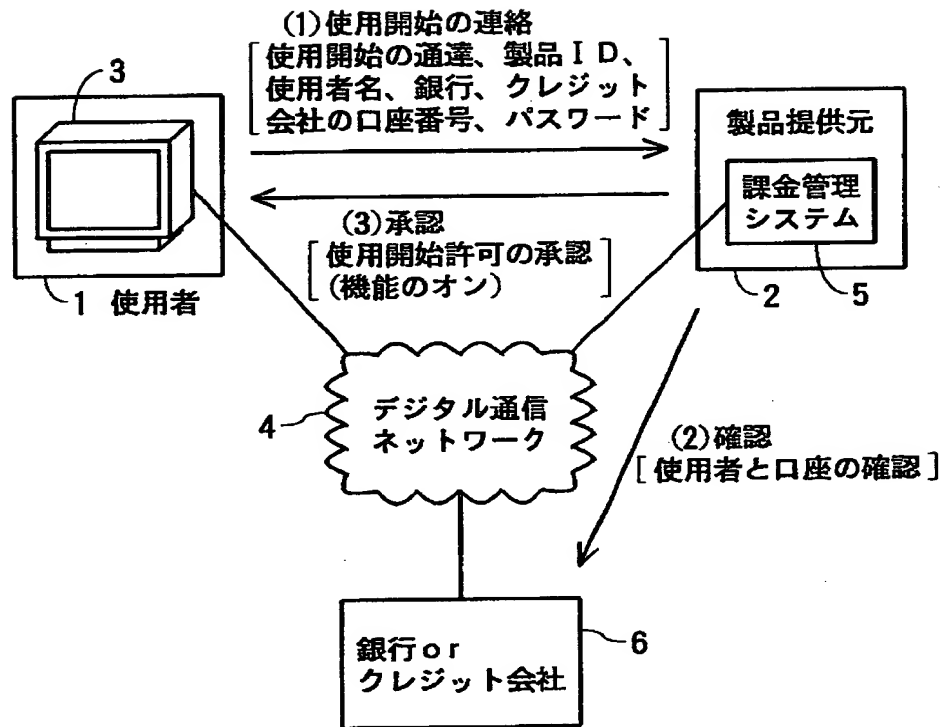 (1)使用開始の連絡
使用開始の通達、製品ＩＤ、
使用者名、銀行、クレジット
会社の口座番号、パスワード
3
製品提供元
課金管理
システム
(3)承認
使用開始許可の承認
(機能のオン)
1 使用者
2
5
4
デジタル通信
ネットワーク
(2)確認
[使用者と口座の確認]
銀行ｏｒ
クレジット会社
6